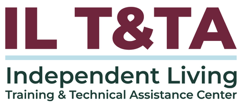 IL T&TA
Independent Living
Training & Technical Assistance Center